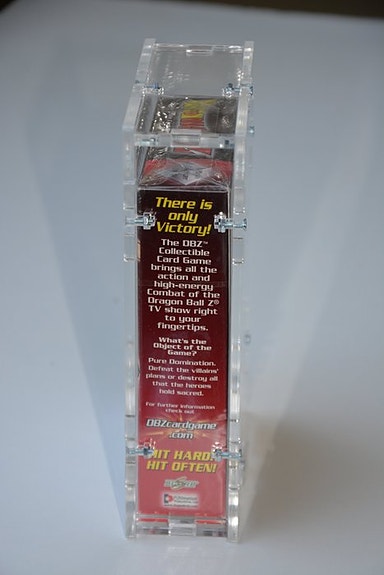 There is
only
Victory!
The DBZ™
Collectible
Card Game
brings all the
action and
high-energy
Combat of the
Dragon Ball Z®
TV show right
to your
fingertips.
What's the
Object of the
Game?
Pure Domination.
Defeat the villains'
plans or destroy all
that the heroes
hold sacred.
For further information
check out:
DBZcardgame
.com
HIT HARD!
HIT OFTEN!